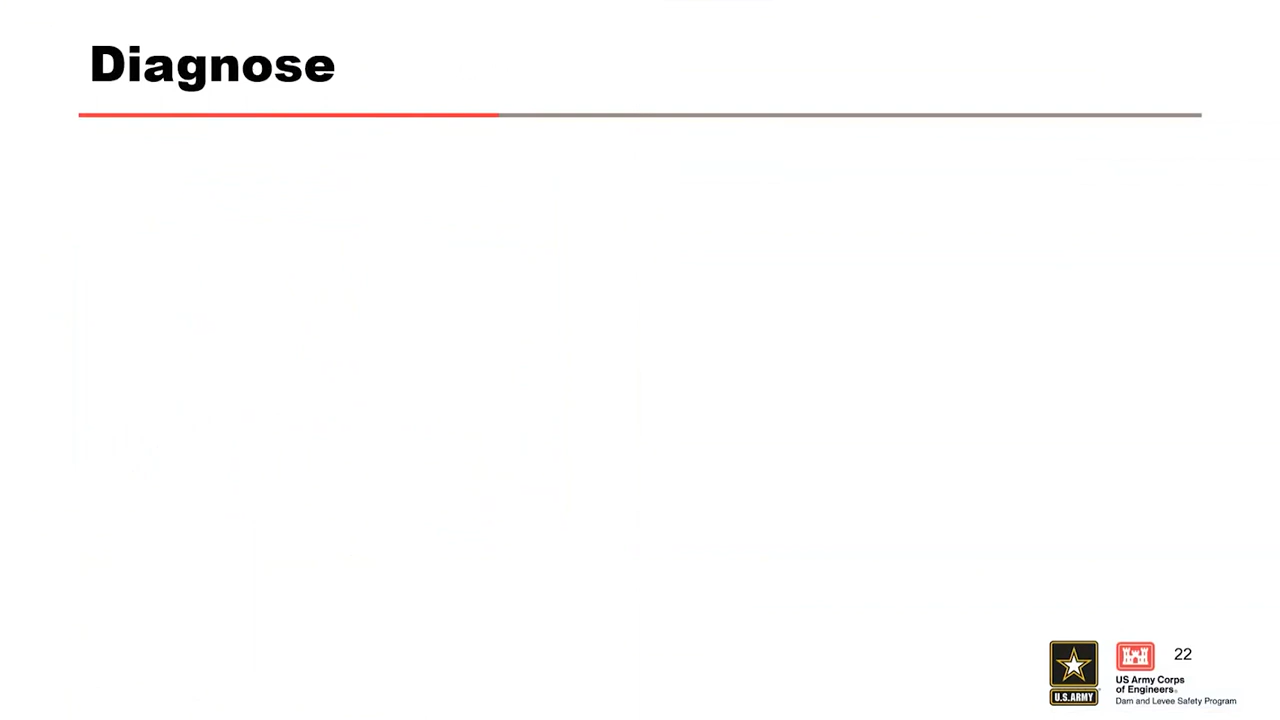 Diagnose
22
U.S.ARMY
US Army Corps
of Engineers®
Dam and Levee Safety Program